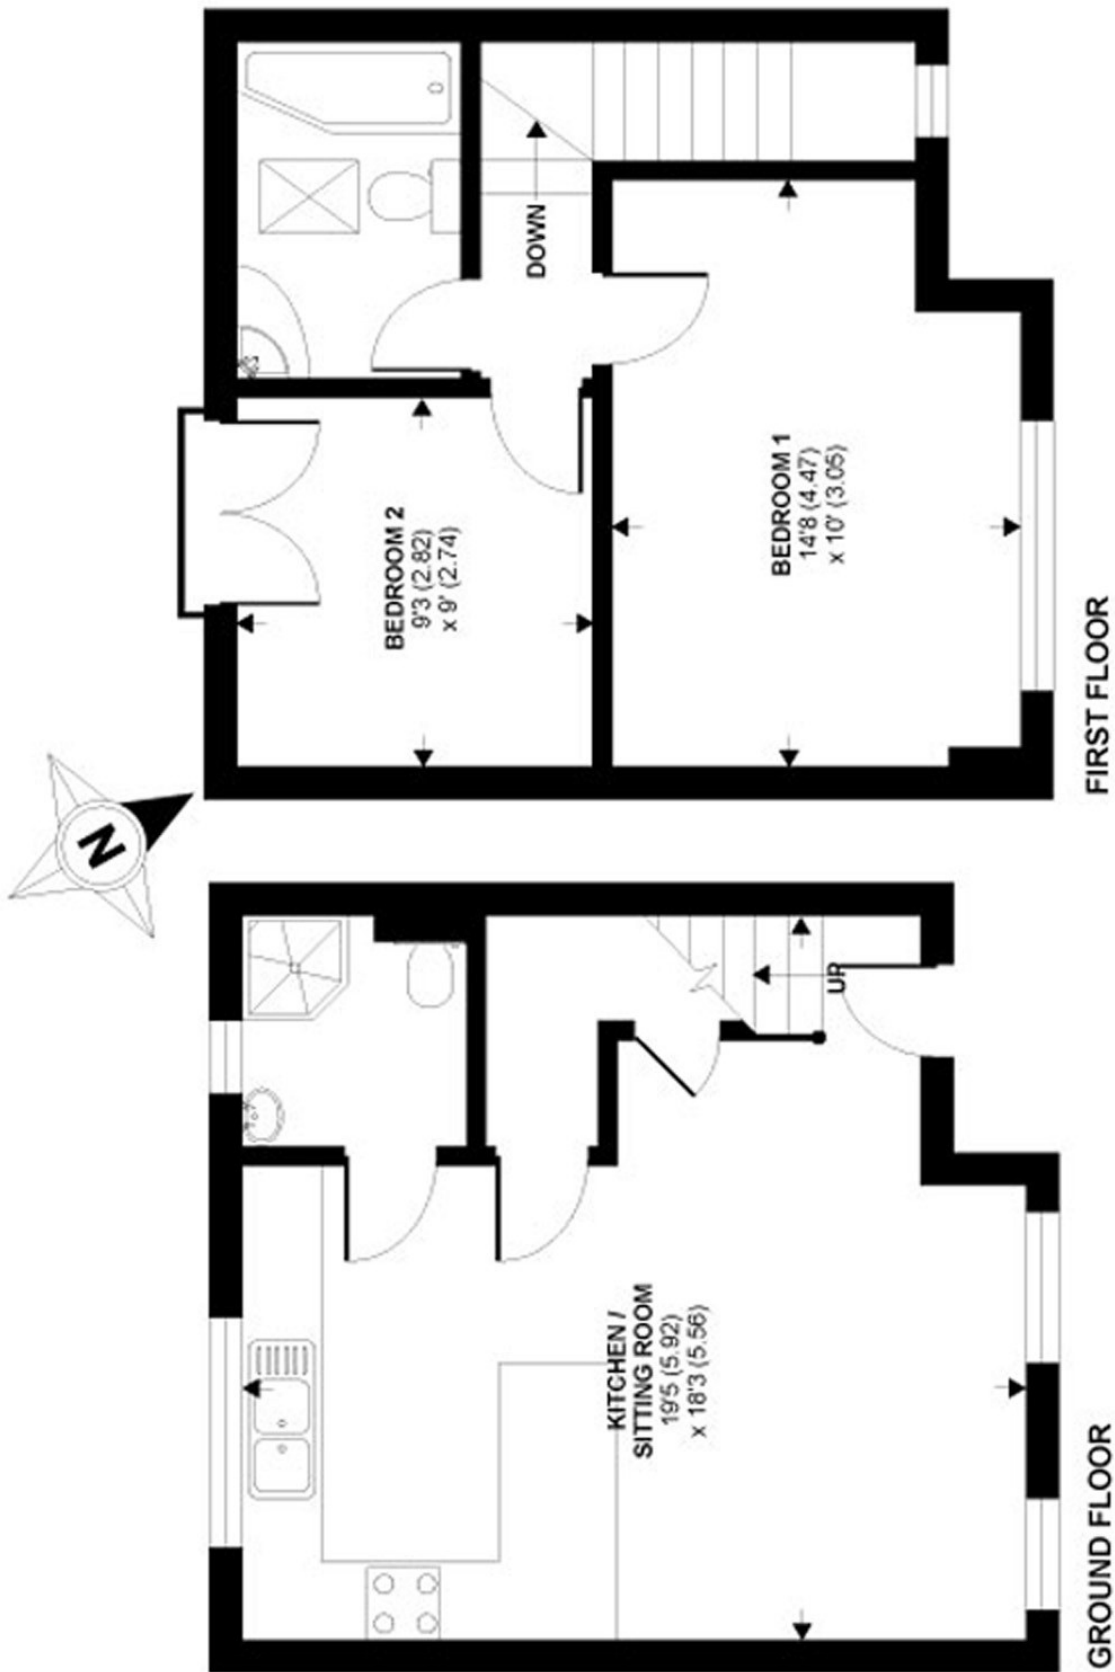 N
KITCHEN /
SITTING ROOM
19'5 (5.92)
x 18'3 (5.56)
UP
GROUND FLOOR
DOWN
BEDROOM 2
9'3 (2.82)
x 9' (2.74)
BEDROOM 1
14'8 (4.47)
x 10' (3.05)
FIRST FLOOR